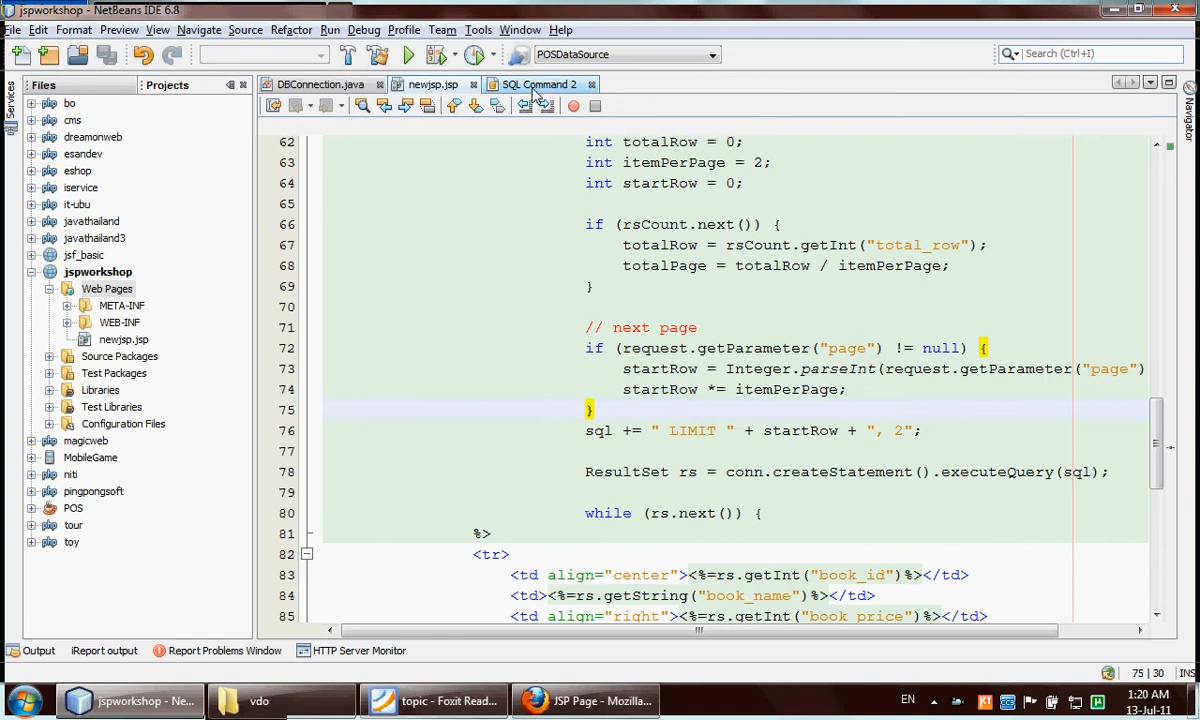 jspworkshop - NetBeans IDE 6.8
File Edit Format Preview View Navigate Source Refactor Run Debug Profile Team Tools Window Help
POSDataSource
Search (Ctrl+I)
Files
Projects
DBConnection.java
newjsp.jsp
SQL Command 2
Services
Navigator
bo
cms
dreamonweb
esandev
eshop
iservice
it-ubu
javathailand
javathailand3
jsf_basic
jspworkshop
Web Pages
META-INF
WEB-INF
newjsp.jsp
Source Packages
Test Packages
Libraries
Test Libraries
Configuration Files
magicweb
MobileGame
niti
pingpongsoft
POS
tour
toy
62 int totalRow = 0;
63 int itemPerPage = 2;
64 int startRow = 0;
65
66 if (rsCount.next()) {
67 totalRow = rsCount.getInt("total_row");
68 totalPage = totalRow / itemPerPage;
69 }
70
71 // next page
72 if (request.getParameter("page") != null) {
73 startRow = Integer.parseInt(request.getParameter("page")
74 startRow *= itemPerPage;
75 }
76 sql += " LIMIT " + startRow + ", 2";
77
78 ResultSet rs = conn.createStatement().executeQuery(sql);
79
80 while (rs.next()) {
81 %>
82 <tr>
83 <td align="center"><%=rs.getInt("book_id")%></td>
84 <td><%=rs.getString("book_name")%></td>
85 <td align="right"><%=rs.getInt("book_price")%></td>
Output
iReport output
Report Problems Window
HTTP Server Monitor
75 | 30 INS
jspworkshop - Ne...
vdo
topic - Foxit Read...
JSP Page - Mozilla...
EN
1:20 AM
13-Jul-11